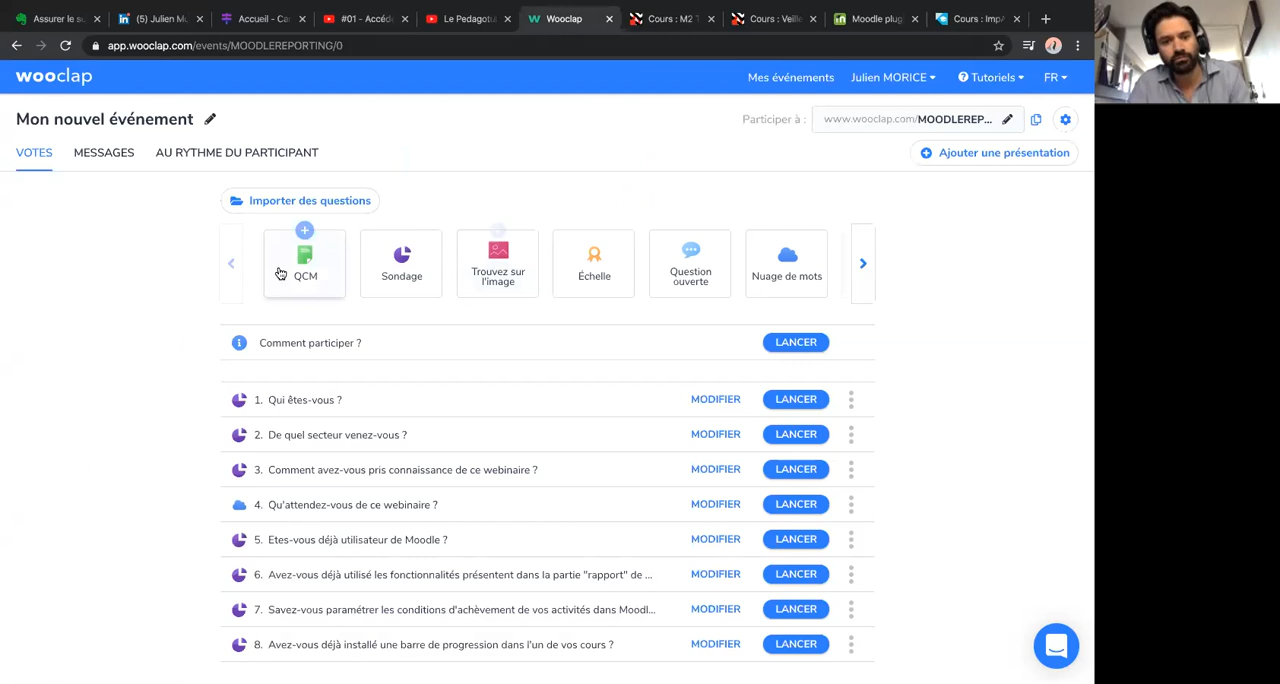 Assurer le su
(5) Julien Mo
Accueil - Ca
#01 - Accéd
Le Pedagotu
Wooclap
Cours : M2 T
Cours : Veille
Moodle plug
Cours : ImpA
app.wooclap.com/events/MOODLEREPORTING/0
wooclap
Mes événements
Julien MORICE
Tutoriels
FR
Mon nouvel événement
Participer à :
www.wooclap.com/MOODLEREP...
VOTES
MESSAGES
AU RYTHME DU PARTICIPANT
Ajouter une présentation
Importer des questions
QCM
Sondage
Trouvez sur
l'image
Échelle
Question
ouverte
Nuage de mots
Comment participer ?
LANCER
1. Qui êtes-vous ?
MODIFIER
LANCER
2. De quel secteur venez-vous ?
MODIFIER
LANCER
3. Comment avez-vous pris connaissance de ce webinaire ?
MODIFIER
LANCER
4. Qu'attendez-vous de ce webinaire ?
MODIFIER
LANCER
5. Etes-vous déjà utilisateur de Moodle ?
MODIFIER
LANCER
6. Avez-vous déjà utilisé les fonctionnalités présentent dans la partie "rapport" de ...
MODIFIER
LANCER
7. Savez-vous paramétrer les conditions d'achèvement de vos activités dans Moodl...
MODIFIER
LANCER
8. Avez-vous déjà installé une barre de progression dans l'un de vos cours ?
MODIFIER
LANCER